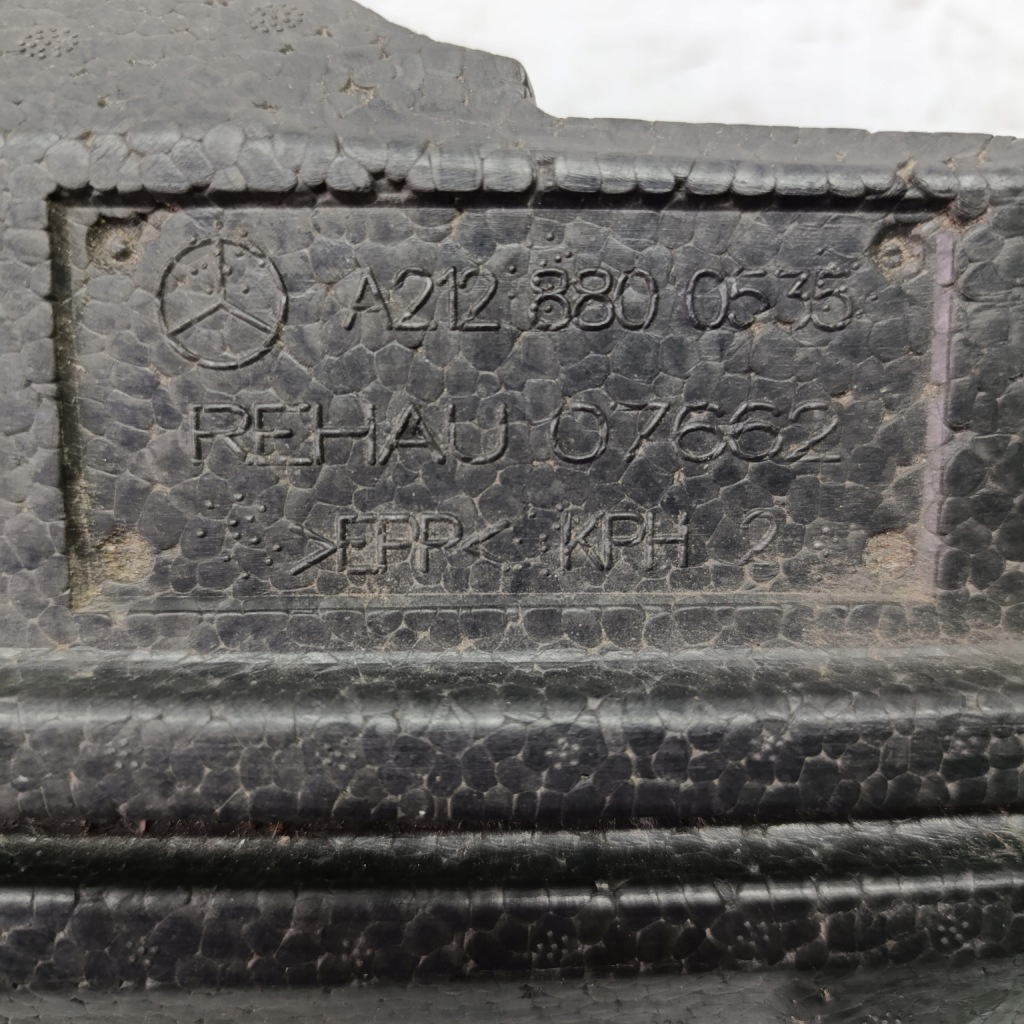 A212 880 0535
REHAU 07662
>EPP< KPH 2